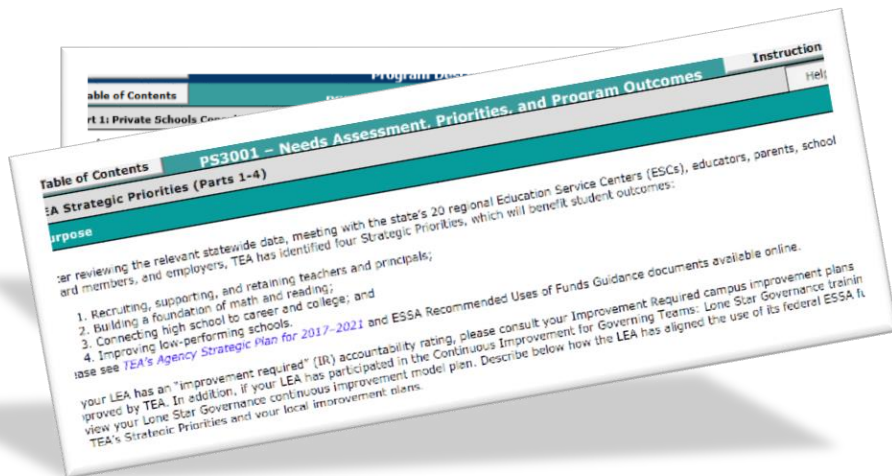 Program Des
able of Contents
rt 1: Private Schools
Instruction
Table of Contents
PS3001 – Needs Assessment, Priorities, and Program Outcomes
Help
EA Strategic Priorities (Parts 1-4)
urpose
ter reviewing the relevant statewide data, meeting with the state's 20 regional Education Service Centers (ESCs), educators, parents, school
ard members, and employers, TEA has identified four Strategic Priorities, which will benefit student outcomes:
1. Recruiting, supporting, and retaining teachers and principals;
2. Building a foundation of math and reading;
3. Connecting high school to career and college; and
4. Improving low-performing schools.
ease see TEA's Agency Strategic Plan for 2017–2021 and ESSA Recommended Uses of Funds Guidance documents available online.
your LEA has an "improvement required" (IR) accountability rating, please consult your Improvement Required campus improvement plans
proved by TEA. In addition, if your LEA has participated in the Continuous Improvement for Governing Teams: Lone Star Governance trainin
view your Lone Star Governance continuous improvement model plan. Describe below how the LEA has aligned the use of its federal ESSA fu
TEA's Strategic Priorities and your local improvement plans.